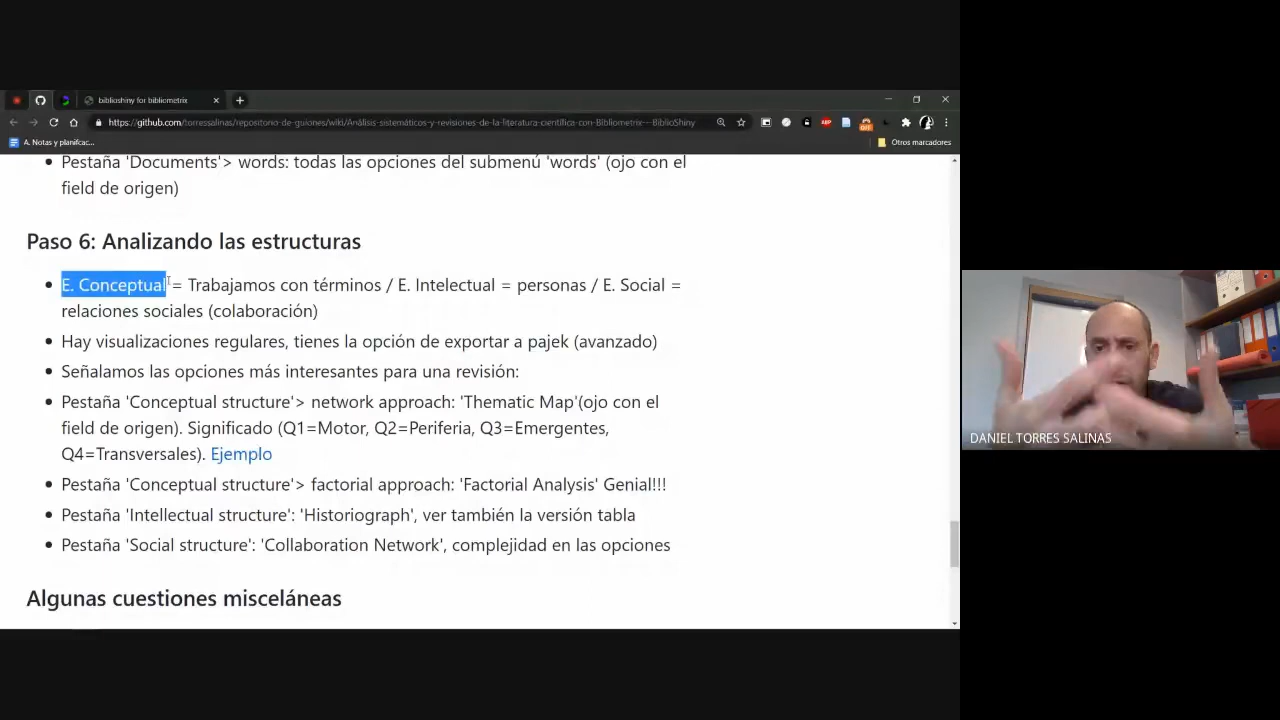 biblioshiny for bibliometrix
https://github.com/torressalinas/repositorio-de-guiones/wiki/Análisis-sistemáticos-y-revisiones-de-la-literatura-científica-con-Bibliometrix---BiblioShiny
ABP
OFF
A. Notas y planifcac...
Otros marcadores
• Pestaña 'Documents'> words: todas las opciones del submenú 'words' (ojo con el
field de origen)
Paso 6: Analizando las estructuras
• E. Conceptual = Trabajamos con términos / E. Intelectual = personas / E. Social =
relaciones sociales (colaboración)
• Hay visualizaciones regulares, tienes la opción de exportar a pajek (avanzado)
• Señalamos las opciones más interesantes para una revisión:
• Pestaña 'Conceptual structure'> network approach: 'Thematic Map'(ojo con el
field de origen). Significado (Q1=Motor, Q2=Periferia, Q3=Emergentes,
Q4=Transversales). Ejemplo
• Pestaña 'Conceptual structure'> factorial approach: 'Factorial Analysis' Genial!!!
• Pestaña 'Intellectual structure': 'Historiograph', ver también la versión tabla
• Pestaña 'Social structure': 'Collaboration Network', complejidad en las opciones
Algunas cuestiones misceláneas
DANIEL TORRES SALINAS